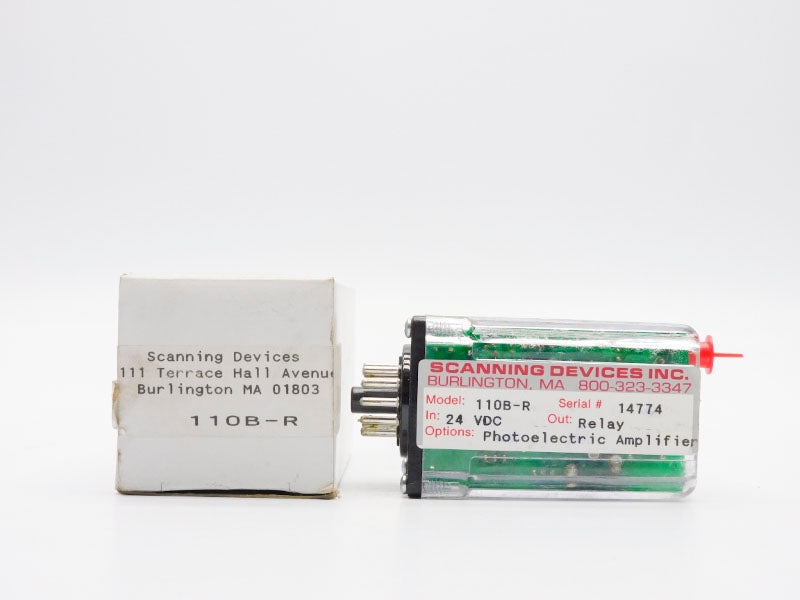 Scanning Devices
111 Terrace Hall Avenue
Burlington MA 01803
110B-R
SCANNING DEVICES INC.
BURLINGTON, MA 800-323-3347
Model: 110B-R Serial # 14774
In: 24 VDC Out: Relay
Options: Photoelectric Amplifier